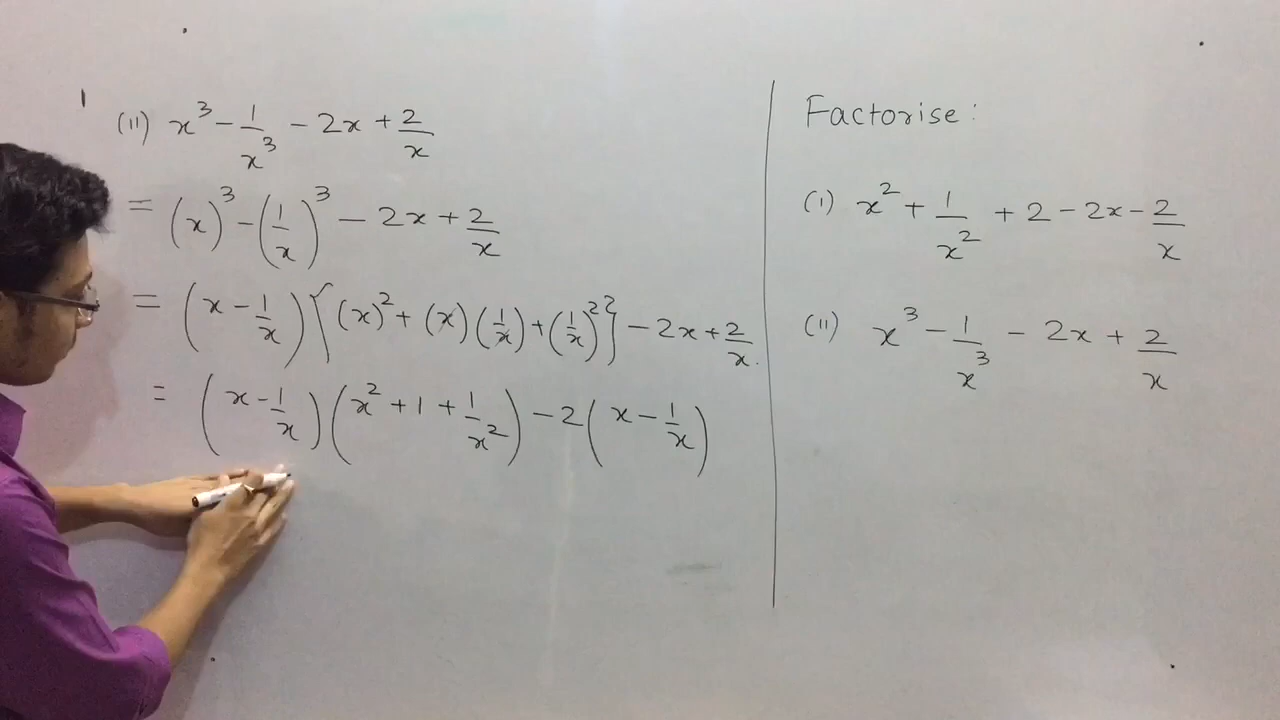 (ii) x³ - 1/x³ - 2x + 2/x
= (x)³ - (1/x)³ - 2x + 2/x
= (x - 1/x) {(x)² + (x)(1/x) + (1/x)²} - 2x + 2/x.
= (x - 1/x)(x² + 1 + 1/x²) - 2(x - 1/x)
Factorise:
(i) x² + 1/x² + 2 - 2x - 2/x
(ii) x³ - 1/x³ - 2x + 2/x